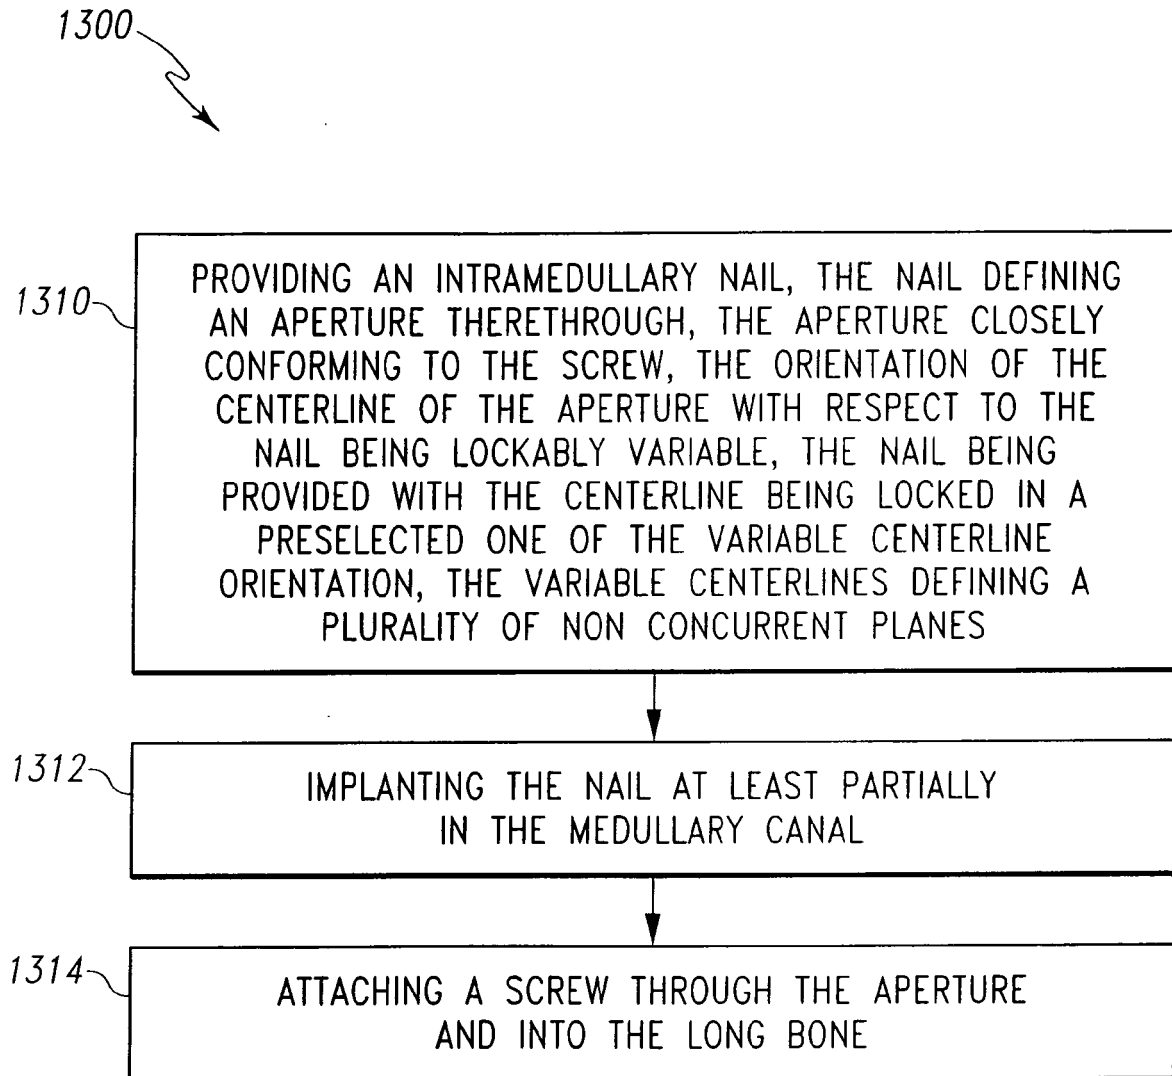 1300
1310
PROVIDING AN INTRAMEDULLARY NAIL, THE NAIL DEFINING
AN APERTURE THERETHROUGH, THE APERTURE CLOSELY
CONFORMING TO THE SCREW, THE ORIENTATION OF THE
CENTERLINE OF THE APERTURE WITH RESPECT TO THE
NAIL BEING LOCKABLY VARIABLE, THE NAIL BEING
PROVIDED WITH THE CENTERLINE BEING LOCKED IN A
PRESELECTED ONE OF THE VARIABLE CENTERLINE
ORIENTATION, THE VARIABLE CENTERLINES DEFINING A
PLURALITY OF NON CONCURRENT PLANES
1312
IMPLANTING THE NAIL AT LEAST PARTIALLY
IN THE MEDULLARY CANAL
1314
ATTACHING A SCREW THROUGH THE APERTURE
AND INTO THE LONG BONE